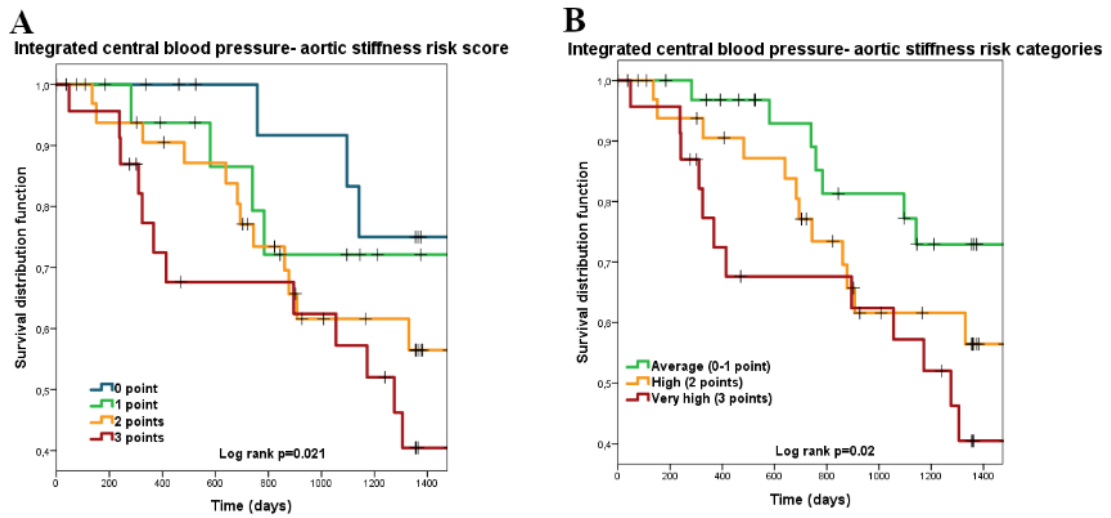 A
Integrated central blood pressure- aortic stiffness risk score
Survival distribution function
1,0
0,9
0,8
0,7
0,6
0,5
0,4
0 point
1 point
2 points
3 points
Log rank p=0.021
0
200
400
600
800
1000
1200
1400
Time (days)
B
Integrated central blood pressure- aortic stiffness risk categories
Survival distribution function
1,0
0,9
0,8
0,7
0,6
0,5
0,4
Average (0-1 point)
High (2 points)
Very high (3 points)
Log rank p=0.02
0
200
400
600
800
1000
1200
1400
Time (days)